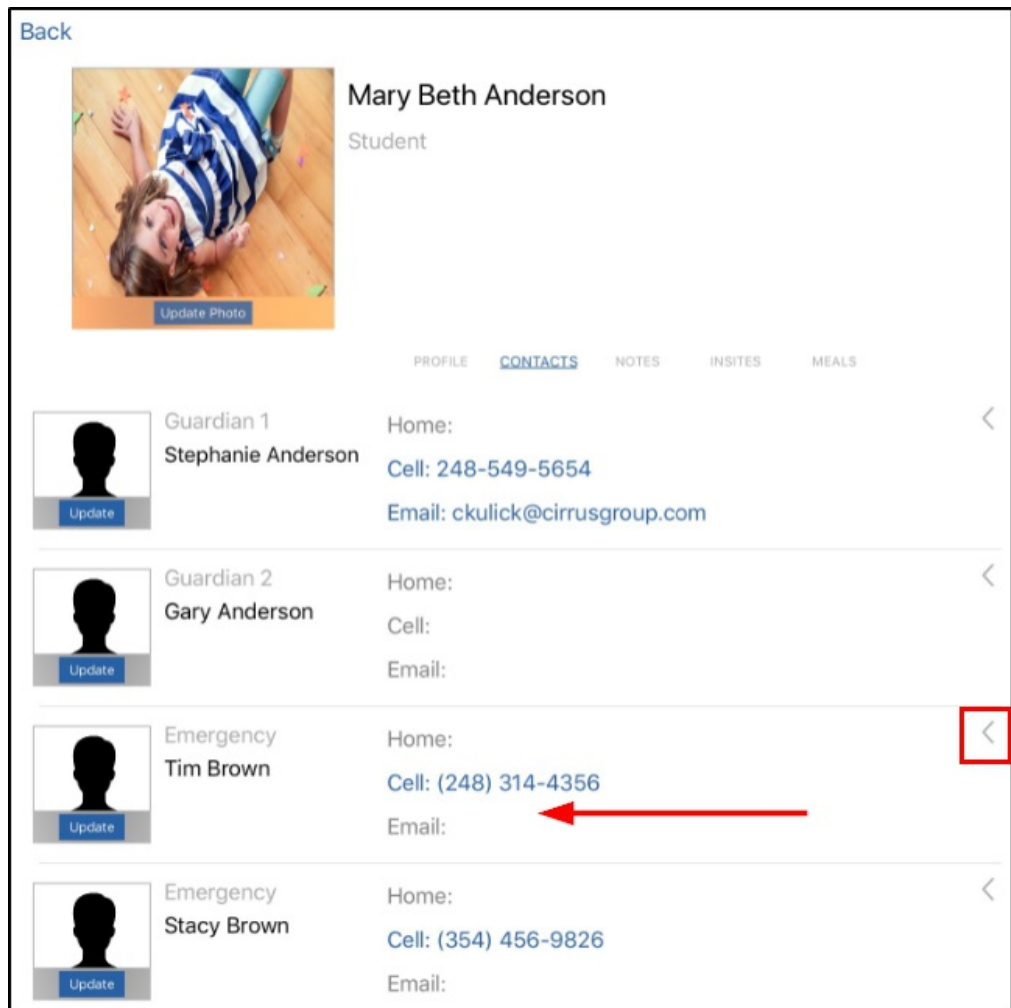 Back
Mary Beth Anderson
Student
Update Photo
PROFILE CONTACTS NOTES INSITES MEALS
Guardian 1
Stephanie Anderson
Update
Home:
Cell: 248-549-5654
Email: ckulick@cirrusgroup.com
Guardian 2
Gary Anderson
Update
Home:
Cell:
Email:
Emergency
Tim Brown
Update
Home:
Cell: (248) 314-4356
Email:
Emergency
Stacy Brown
Update
Home:
Cell: (354) 456-9826
Email: